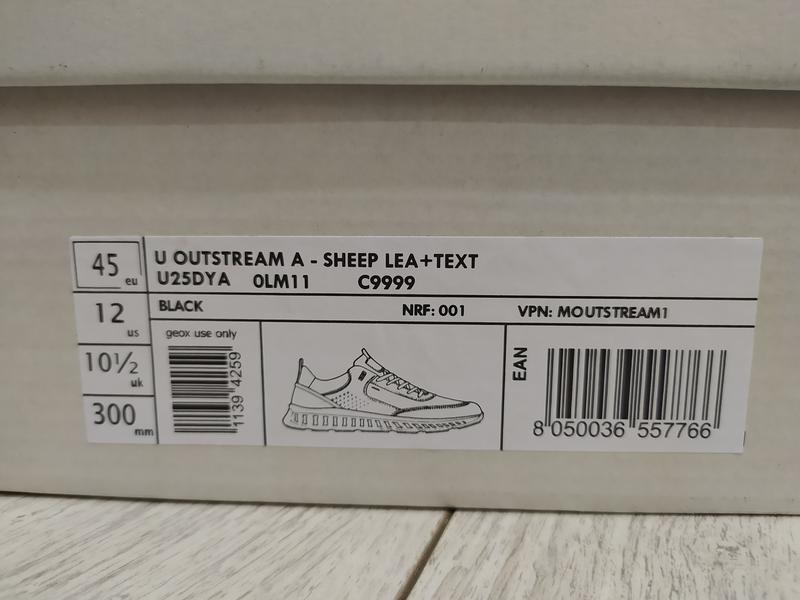 45 eu
12 us
10½ uk
300 mm
U OUTSTREAM A - SHEEP LEA+TEXT
U25DYA 0LM11 C9999
BLACK NRF: 001 VPN: MOUTSTREAM1
geox use only
1139 4259
EAN
8 050036 557766